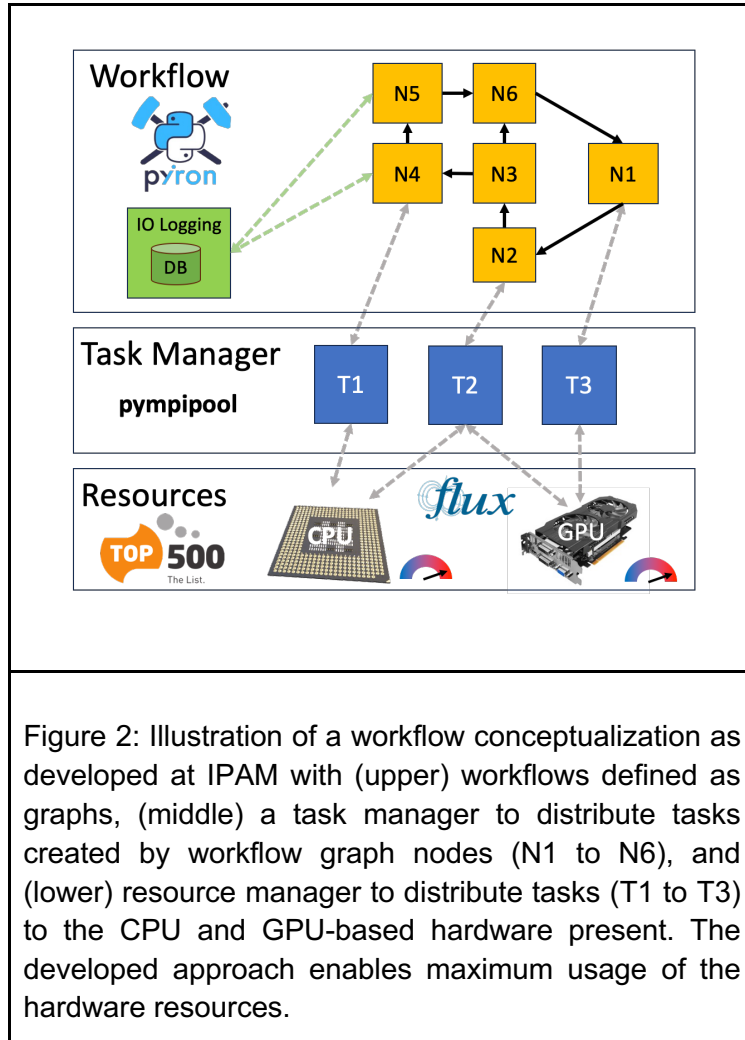 Workflow
pyiron
IO Logging
DB
N5
N6
N4
N3
N1
N2
Task Manager
pympipool
T1
T2
T3
Resources
TOP 500
The List.
CPU
flux
GPU
Figure 2: Illustration of a workflow conceptualization as
developed at IPAM with (upper) workflows defined as
graphs, (middle) a task manager to distribute tasks
created by workflow graph nodes (N1 to N6), and
(lower) resource manager to distribute tasks (T1 to T3)
to the CPU and GPU-based hardware present. The
developed approach enables maximum usage of the
hardware resources.